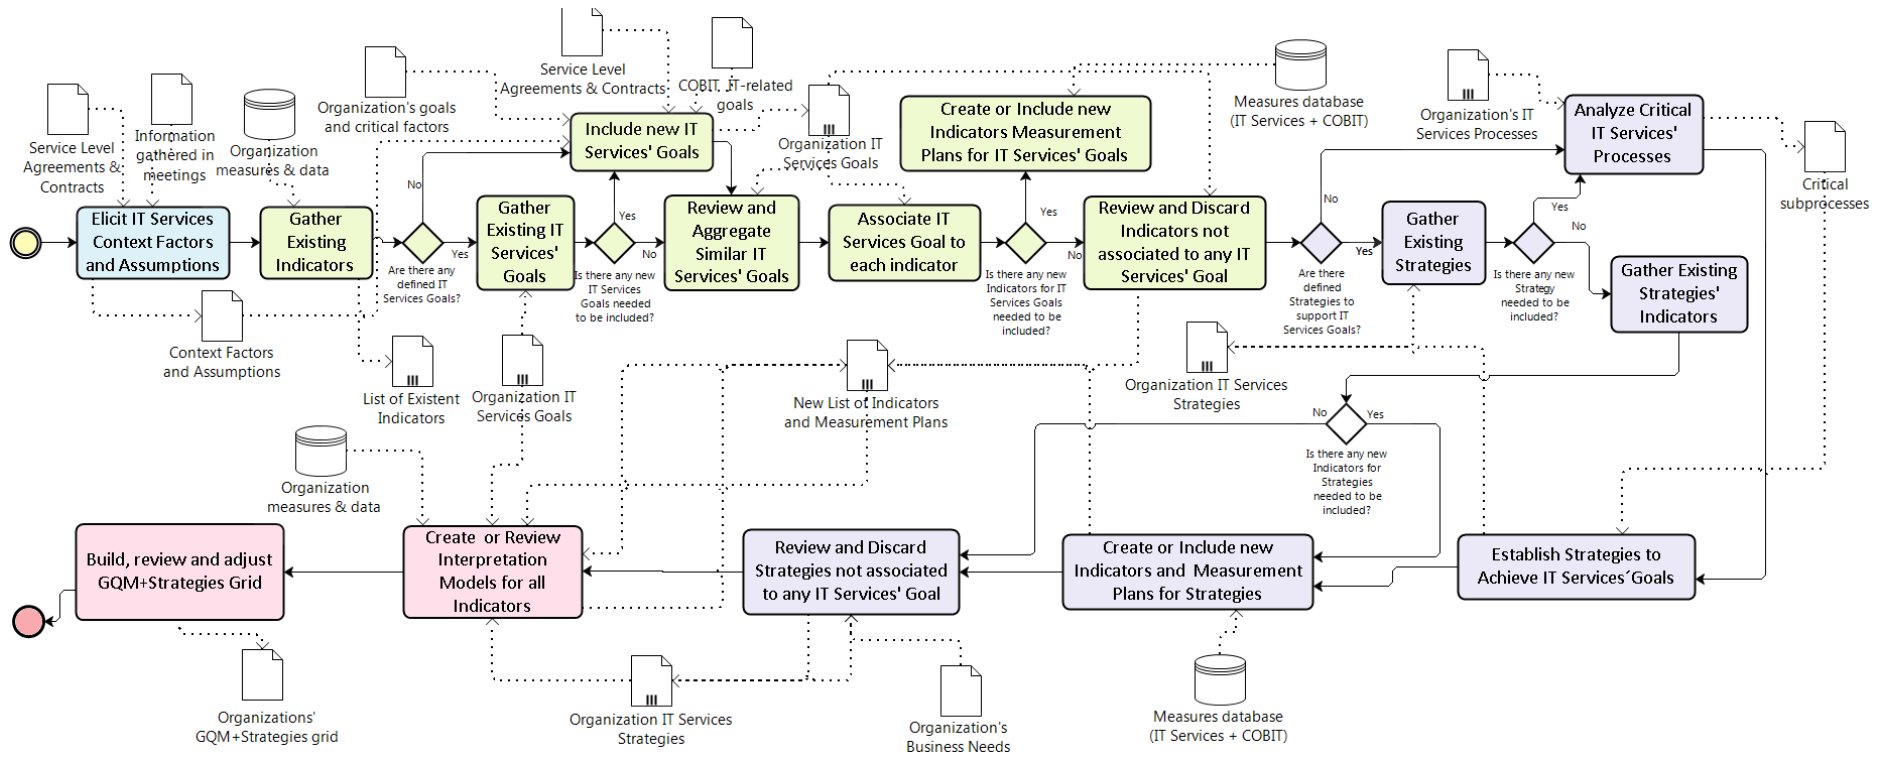 Service Level
Agreements &
Contracts
Information
gathered in
meetings
Organization
measures & data
Organization's goals
and critical factors
Service Level
Agreements & Contracts
COBIT IT-related
goals
Organization IT
Services Goals
Measures database
(IT Services + COBIT)
Organization's IT
Services Processes
Critical
subprocesses
Elicit IT Services
Context Factors
and Assumptions
Gather
Existing
Indicators
No
Yes
Are there any
defined IT
Services Goals?
Gather
Existing IT
Services'
Goals
Include new IT
Services' Goals
Yes
No
Is there any new
IT Services
Goals needed
to be included?
Review and
Aggregate
Similar IT
Services' Goals
Associate IT
Services Goal to
each indicator
Create or Include new
Indicators Measurement
Plans for IT Services' Goals
Yes
No
Is there any new
Indicators for IT
Services Goals
needed to be
included?
Review and Discard
Indicators not
associated to any IT
Services' Goal
No
Yes
Are there
defined
Strategies to
support IT
Services Goals?
Gather
Existing
Strategies
Analyze Critical
IT Services'
Processes
Yes
No
Is there any new
Strategy
needed to be
included?
Gather Existing
Strategies'
Indicators
Context Factors
and Assumptions
List of Existent
Indicators
Organization IT
Services Goals
New List of Indicators
and Measurement Plans
Organization IT Services
Strategies
No
Yes
Is there any new
Indicators for
Strategies
needed to be
included?
Organization
measures & data
Build, review and adjust
GQM+Strategies Grid
Create or Review
Interpretation
Models for all
Indicators
Review and Discard
Strategies not associated
to any IT Services' Goal
Create or Include new
Indicators and Measurement
Plans for Strategies
Establish Strategies to
Achieve IT Services´Goals
Organizations'
GQM+Strategies grid
Organization IT Services
Strategies
Organization's
Business Needs
Measures database
(IT Services + COBIT)